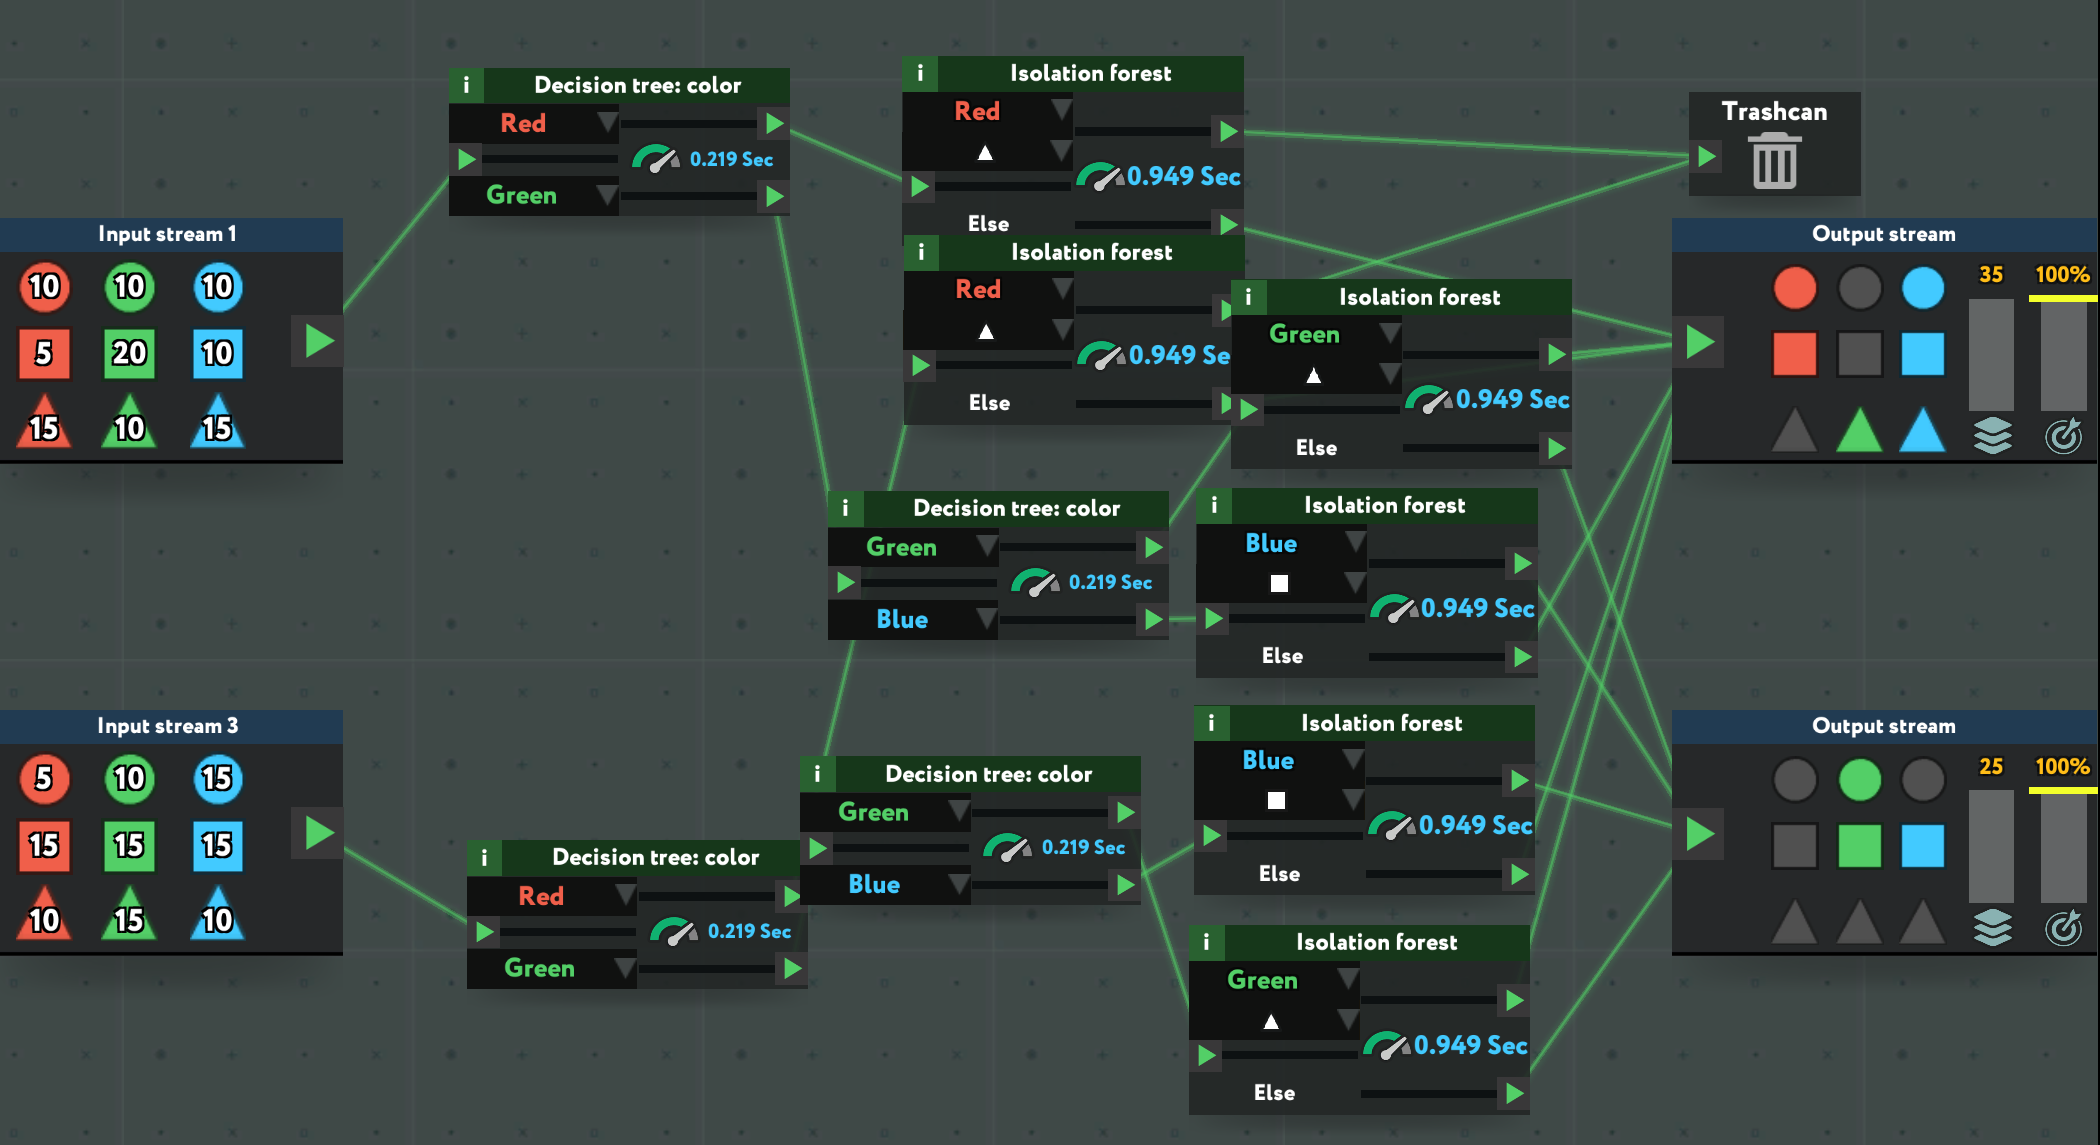 Decision tree: color
i
Red
0.219 Sec
Green
i
Isolation forest
Red
0.949 Sec
Else
Trashcan
Input stream 1
10
10
10
5
20
10
15
10
15
i
Isolation forest
Red
0.949 Se
Else
i
Isolation forest
Green
0.949 Sec
Else
Output stream
35
100%
i
Decision tree: color
Green
0.219 Sec
Blue
i
Isolation forest
Blue
0.949 Sec
Else
Input stream 3
5
10
15
15
15
15
10
15
10
i
Decision tree: color
Red
0.219 Sec
Green
i
Decision tree: color
Green
0.219 Sec
Blue
i
Isolation forest
Blue
0.949 Sec
Else
Output stream
25
100%
i
Isolation forest
Green
0.949 Sec
Else